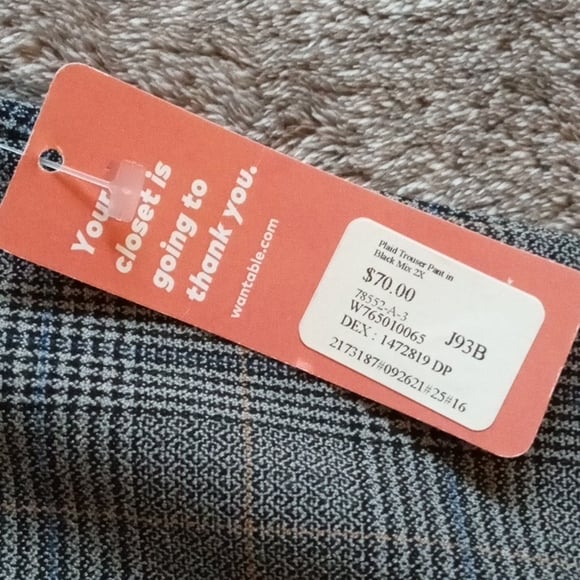 Your
closet is
going to
thank you.
wantable.com
Plaid Trouser Pant in
Black Mix 2X
$70.00
78552-A-3
W765010065 J93B
DEX : 1472819 DP
2173187#092621#25#16